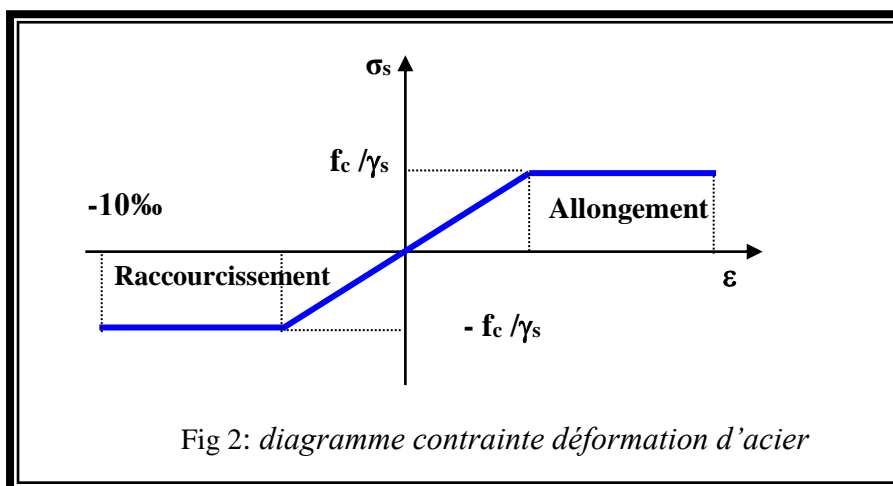 σs
fc /γs
-10‰
Allongement
Raccourcissement
ε
- fc /γs
Fig 2: diagramme contrainte déformation d'acier